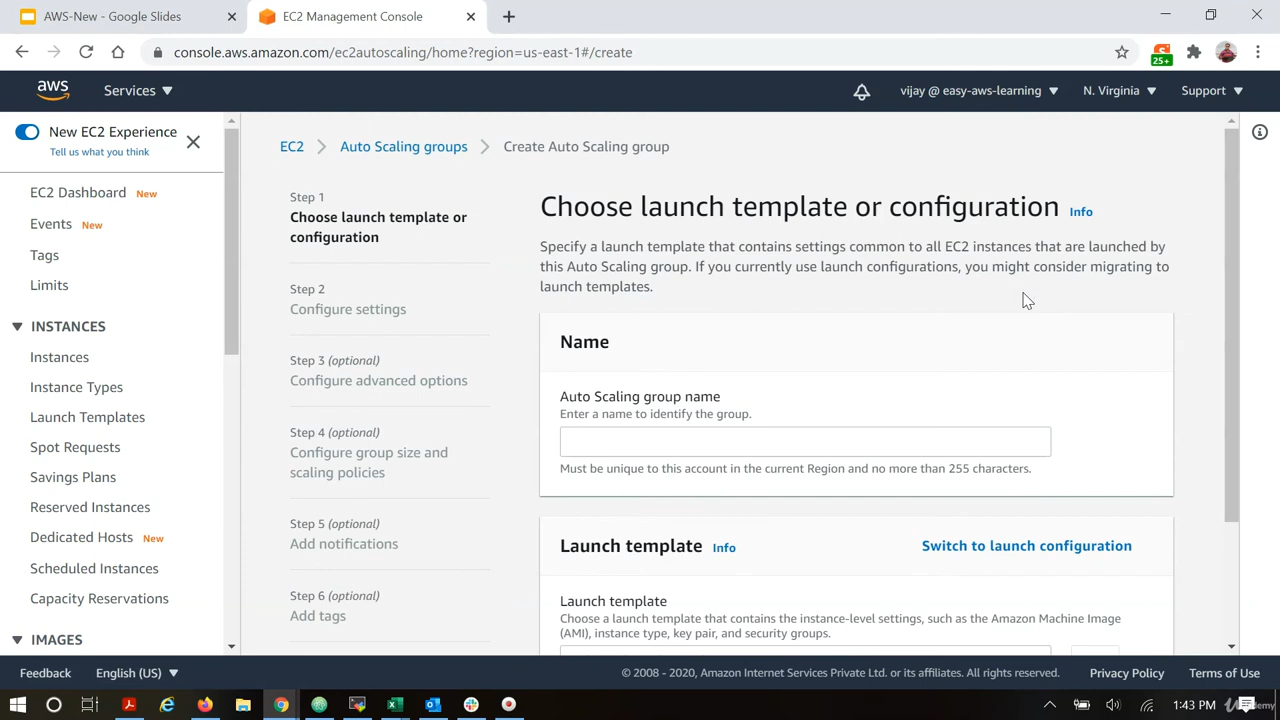 AWS-New - Google Slides
EC2 Management Console
console.aws.amazon.com/ec2autoscaling/home?region=us-east-1#/create
25+
aws
Services
vijay @ easy-aws-learning
N. Virginia
Support
New EC2 Experience
Tell us what you think
EC2 Dashboard New
Events New
Tags
Limits
INSTANCES
Instances
Instance Types
Launch Templates
Spot Requests
Savings Plans
Reserved Instances
Dedicated Hosts New
Scheduled Instances
Capacity Reservations
IMAGES
EC2
Auto Scaling groups
Create Auto Scaling group
Step 1
Choose launch template or
configuration
Step 2
Configure settings
Step 3 (optional)
Configure advanced options
Step 4 (optional)
Configure group size and
scaling policies
Step 5 (optional)
Add notifications
Step 6 (optional)
Add tags
Choose launch template or configuration Info
Specify a launch template that contains settings common to all EC2 instances that are launched by
this Auto Scaling group. If you currently use launch configurations, you might consider migrating to
launch templates.
Name
Auto Scaling group name
Enter a name to identify the group.
Must be unique to this account in the current Region and no more than 255 characters.
Launch template Info
Switch to launch configuration
Launch template
Choose a launch template that contains the instance-level settings, such as the Amazon Machine Image
(AMI), instance type, key pair, and security groups.
Feedback
English (US)
© 2008 - 2020, Amazon Internet Services Private Ltd. or its affiliates. All rights reserved.
Privacy Policy
Terms of Use
1:43 PM